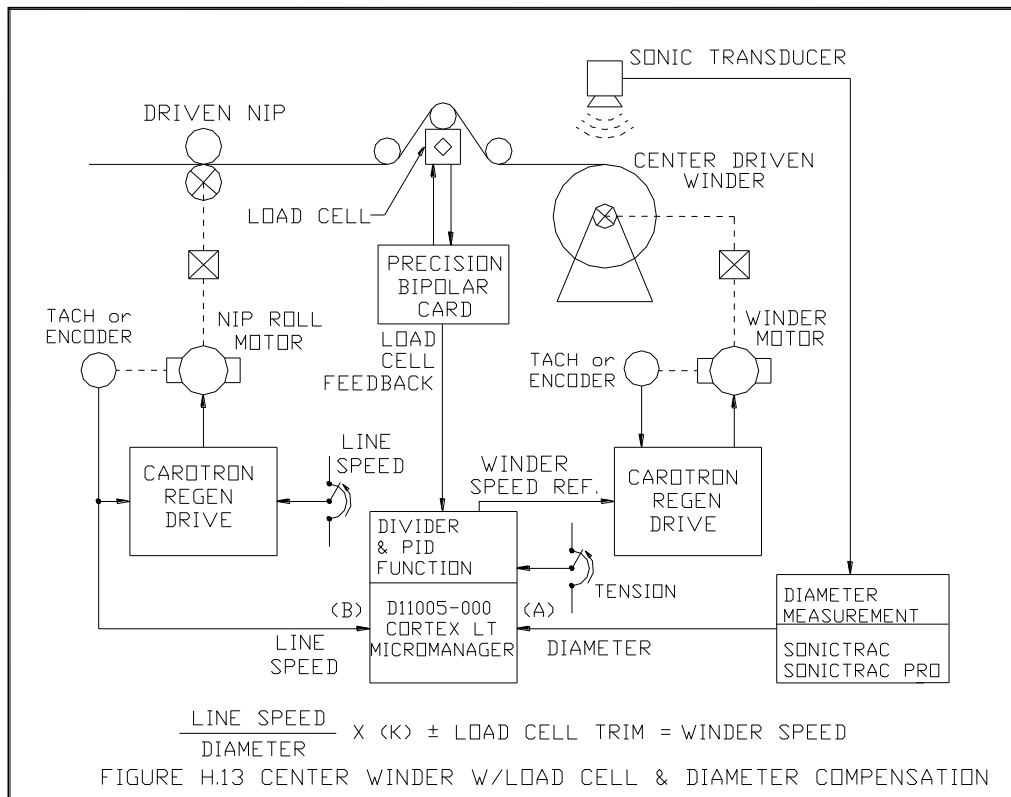 SONIC TRANSDUCER
DRIVEN NIP
CENTER DRIVEN
WINDER
LOAD CELL
PRECISION
BIPOLAR
CARD
TACH or
ENCODER
NIP ROLL
MOTOR
LOAD
CELL
FEEDBACK
WINDER
MOTOR
TACH or
ENCODER
LINE
SPEED
CAROTRON
REGEN
DRIVE
WINDER
SPEED REF.
CAROTRON
REGEN
DRIVE
DIVIDER
& PID
FUNCTION
TENSION
(B)
D11005-000
CORTEX LT
MICROMANAGER
(A)
LINE
SPEED
DIAMETER
DIAMETER
MEASUREMENT
SONICTRAC
SONICTRAC PRO
LINE SPEED
DIAMETER
X (K) ± LOAD CELL TRIM = WINDER SPEED
FIGURE H.13 CENTER WINDER W/LOAD CELL & DIAMETER COMPENSATION